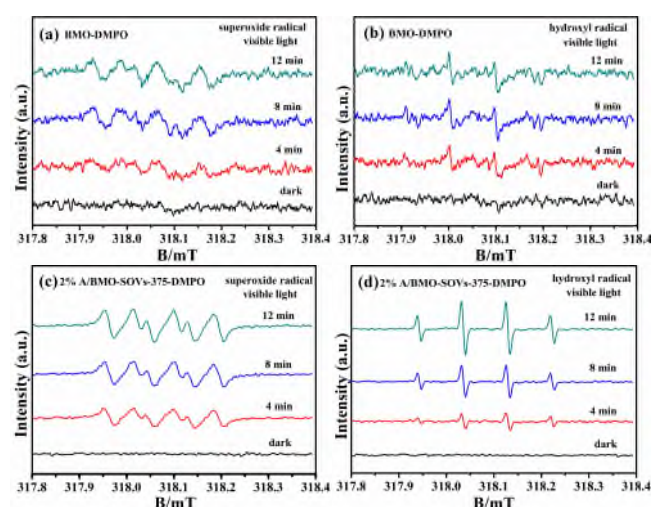 (a) BMO-DMPO
superoxide radical
visible light
12 min
8 min
4 min
dark
Intensity (a.u.)
317.8 317.9 318.0 318.1 318.2 318.3 318.4
B/mT
(b) BMO-DMPO
hydroxyl radical
visible light
12 min
8 min
4 min
dark
Intensity (a.u.)
317.8 317.9 318.0 318.1 318.2 318.3 318.4
B/mT
(c) 2% A/BMO-SOVs-375-DMPO
superoxide radical
visible light
12 min
8 min
4 min
dark
Intensity (a.u.)
317.8 317.9 318.0 318.1 318.2 318.3 318.4
B/mT
(d) 2% A/BMO-SOVs-375-DMPO
hydroxyl radical
visible light
12 min
8 min
4 min
dark
Intensity (a.u.)
317.8 317.9 318.0 318.1 318.2 318.3 318.4
B/mT